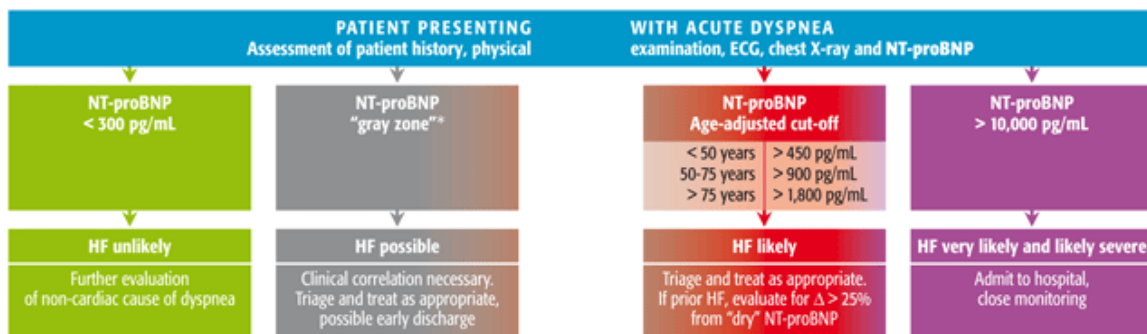 PATIENT PRESENTING WITH ACUTE DYSPNEA
Assessment of patient history, physical examination, ECG, chest X-ray and NT-proBNP
NT-proBNP
< 300 pg/mL
HF unlikely
Further evaluation
of non-cardiac cause of dyspnea
NT-proBNP
"gray zone"*
HF possible
Clinical correlation necessary.
Triage and treat as appropriate,
possible early discharge
NT-proBNP
Age-adjusted cut-off
< 50 years > 450 pg/mL
50-75 years > 900 pg/mL
> 75 years > 1,800 pg/mL
HF likely
Triage and treat as appropriate.
If prior HF, evaluate for Δ > 25%
from "dry" NT-proBNP
NT-proBNP
> 10,000 pg/mL
HF very likely and likely severe
Admit to hospital,
close monitoring